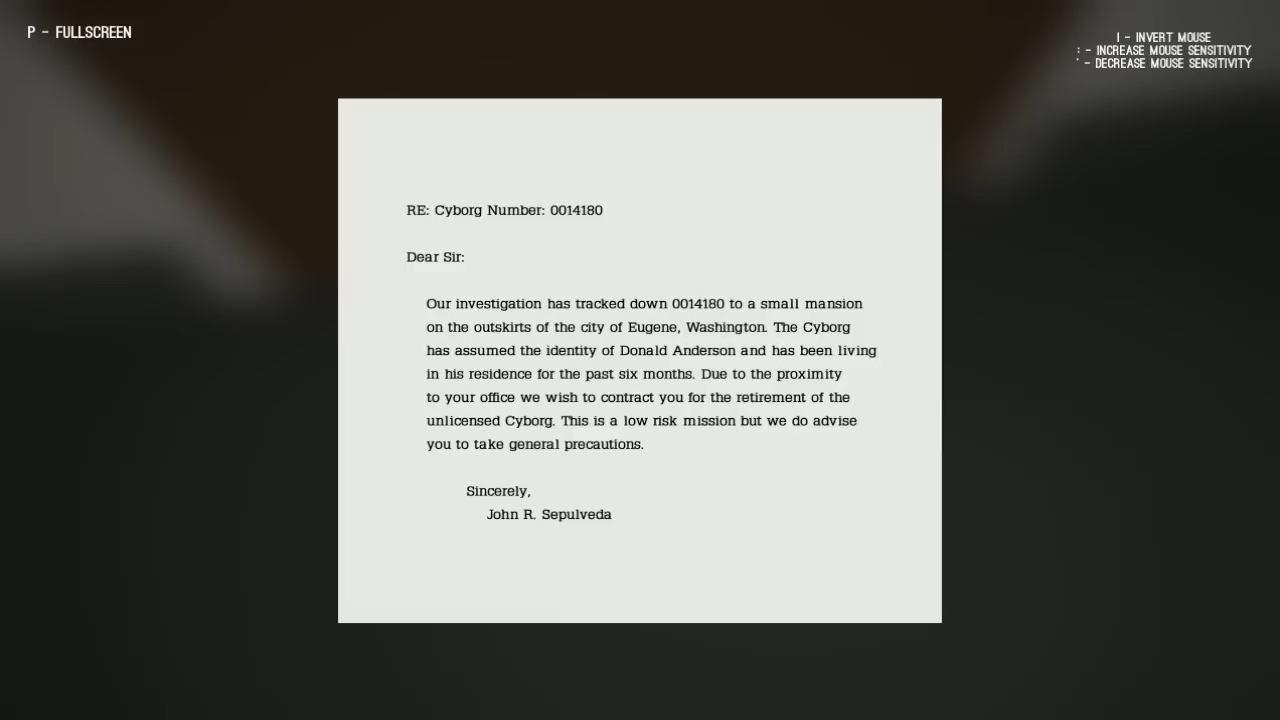 P - FULLSCREEN
I - INVERT MOUSE
: - INCREASE MOUSE SENSITIVITY
' - DECREASE MOUSE SENSITIVITY
RE: Cyborg Number: 0014180
Dear Sir:
Our investigation has tracked down 0014180 to a small mansion
on the outskirts of the city of Eugene, Washington. The Cyborg
has assumed the identity of Donald Anderson and has been living
in his residence for the past six months. Due to the proximity
to your office we wish to contract you for the retirement of the
unlicensed Cyborg. This is a low risk mission but we do advise
you to take general precautions.
Sincerely,
John R. Sepulveda